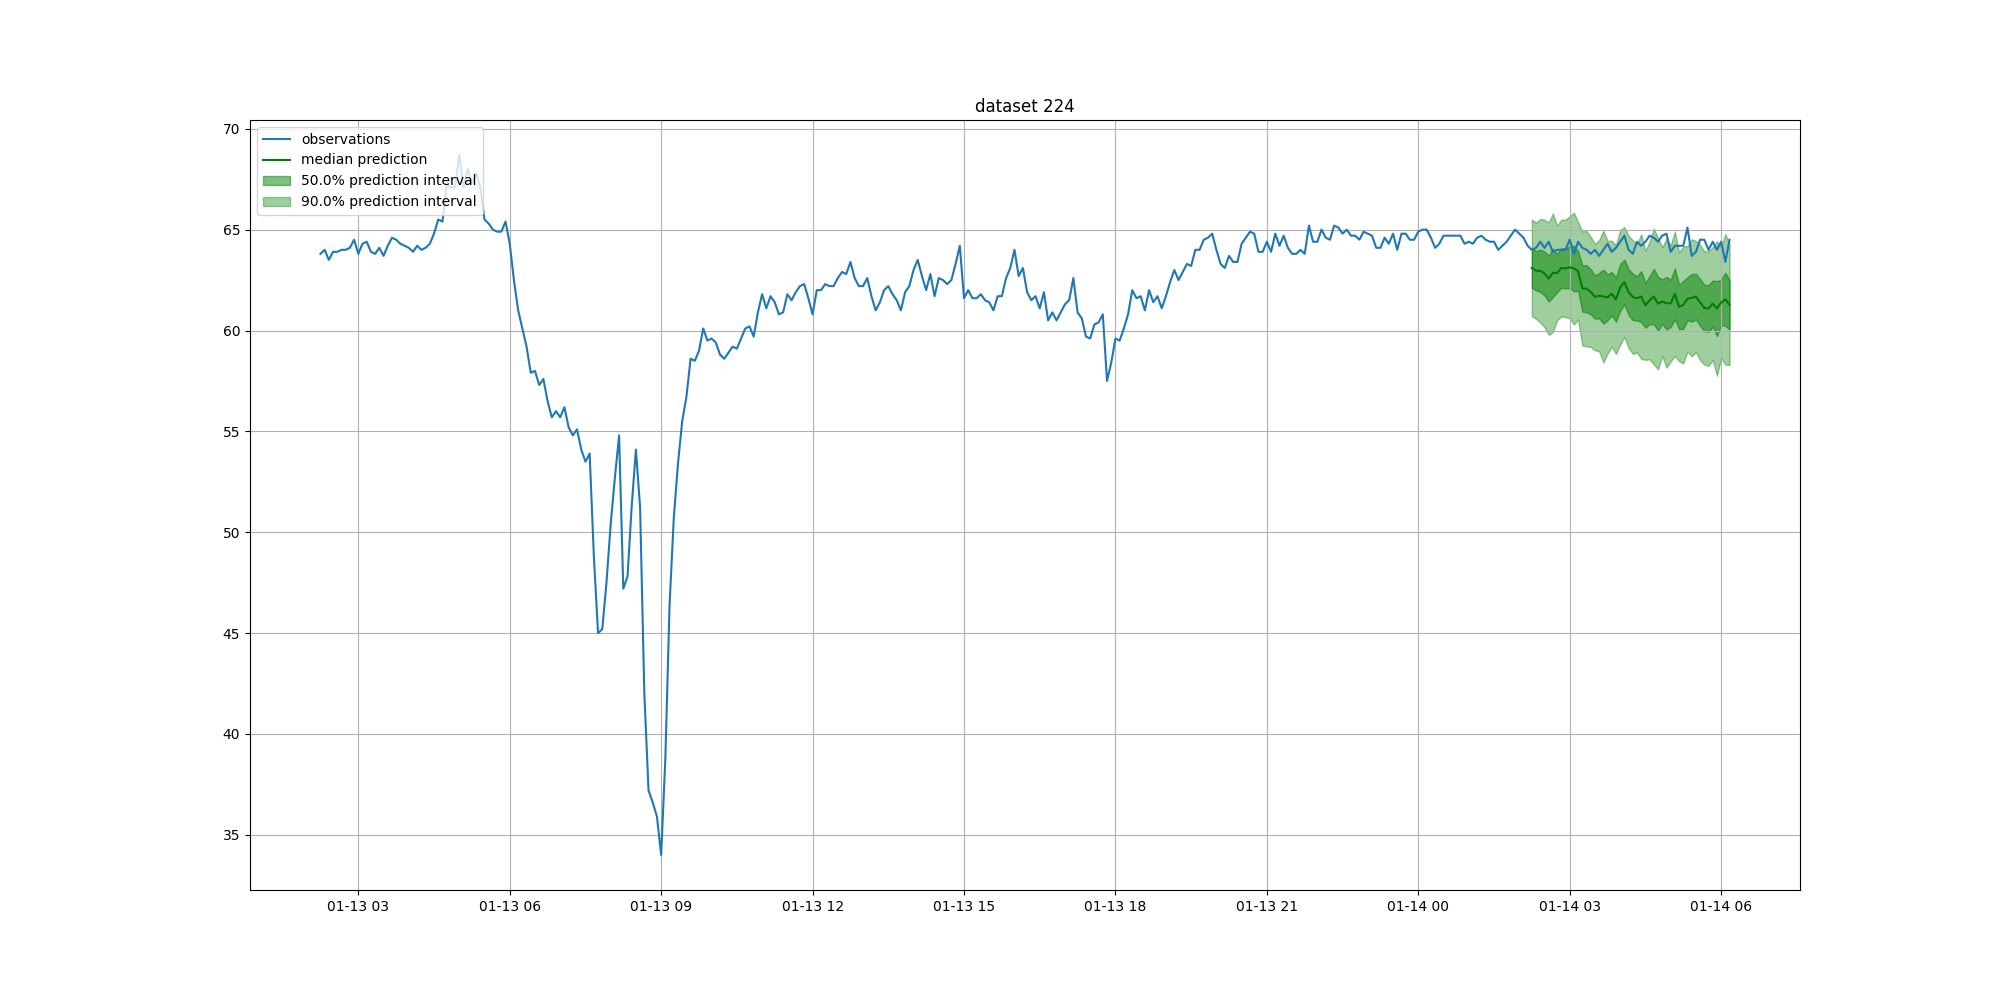 dataset 224
observations
median prediction
50.0% prediction interval
90.0% prediction interval
70
65
60
55
50
45
40
35
01-13 03 01-13 06 01-13 09 01-13 12 01-13 15 01-13 18 01-13 21 01-14 00 01-14 03 01-14 06